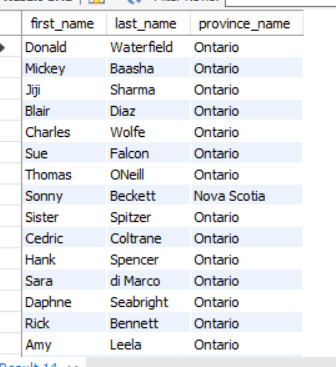 first_name last_name province_name
Donald Waterfield Ontario
Mickey Baasha Ontario
Jiji Sharma Ontario
Blair Diaz Ontario
Charles Wolfe Ontario
Sue Falcon Ontario
Thomas ONeill Ontario
Sonny Beckett Nova Scotia
Sister Spitzer Ontario
Cedric Coltrane Ontario
Hank Spencer Ontario
Sara di Marco Ontario
Daphne Seabright Ontario
Rick Bennett Ontario
Amy Leela Ontario